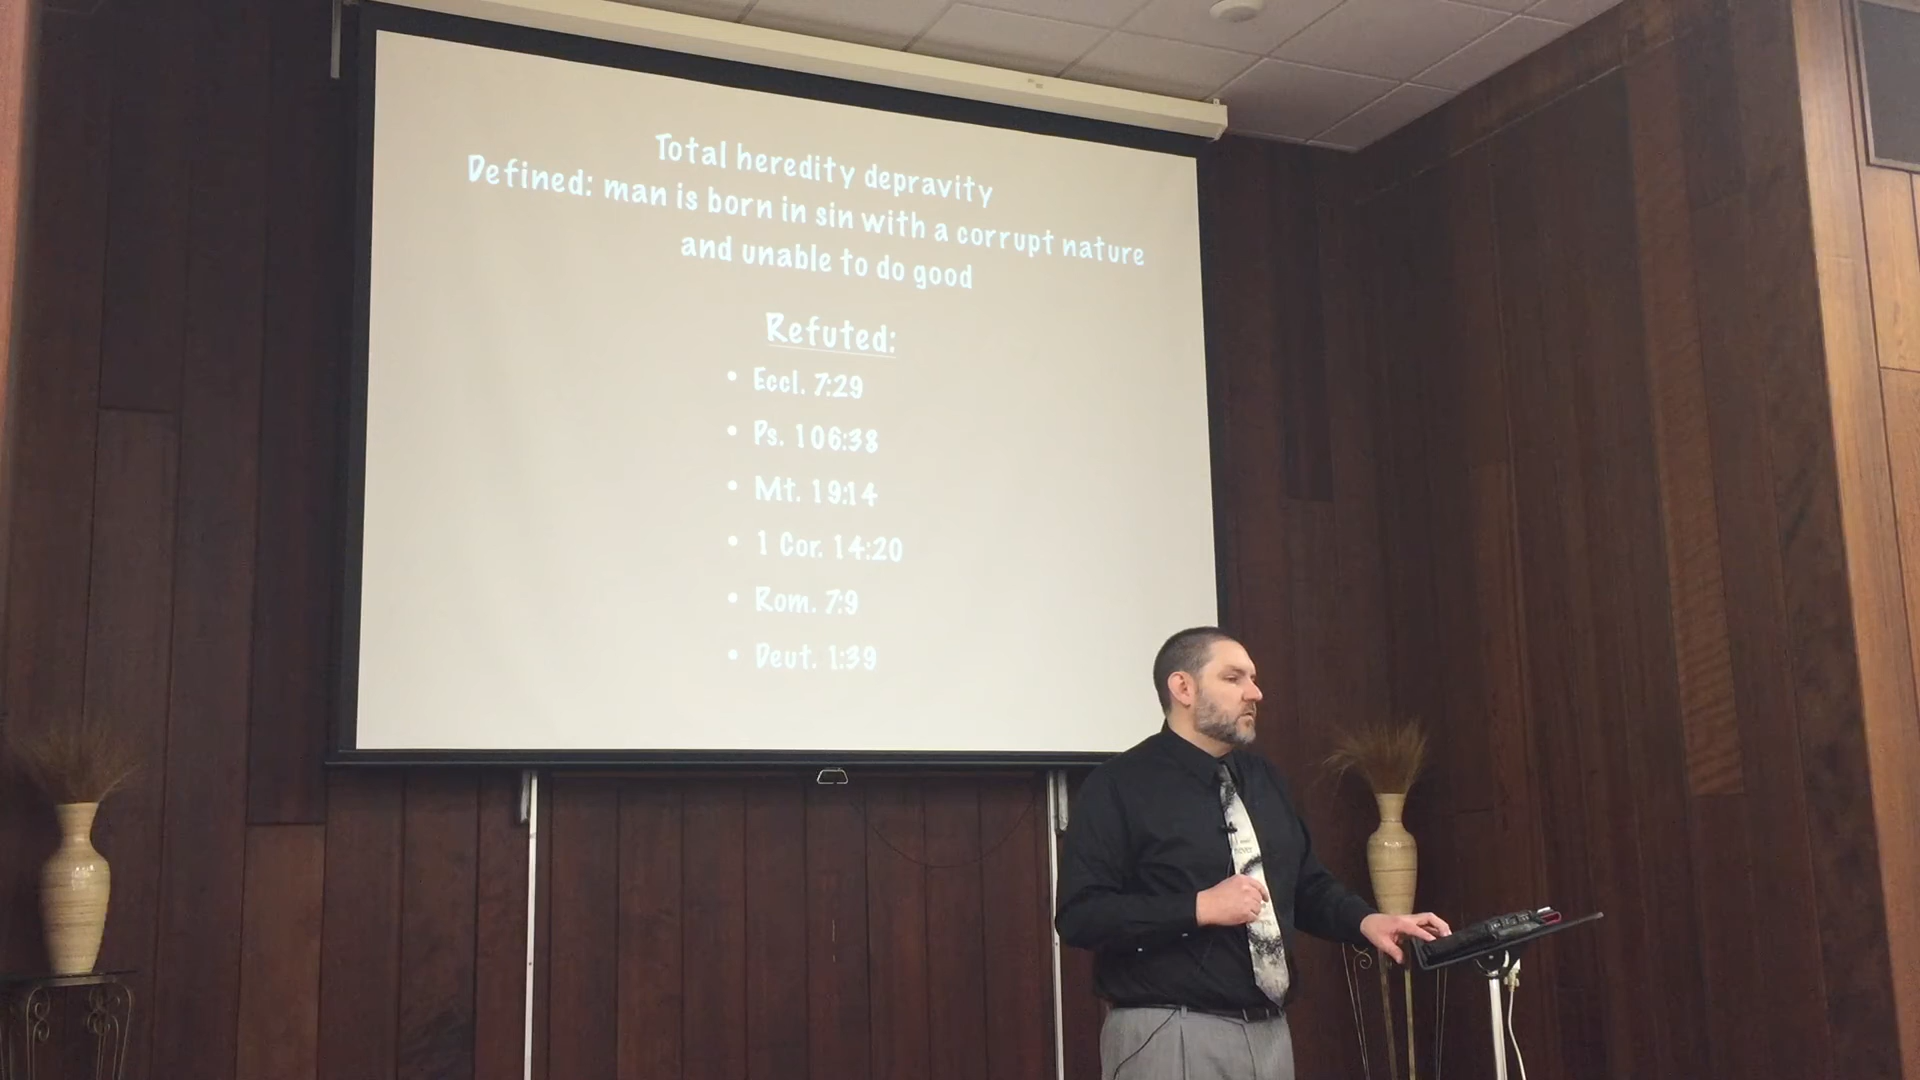 Total heredity depravity
Defined: man is born in sin with a corrupt nature
and unable to do good
Refuted:
• Eccl. 7:29
• Ps. 106:38
• Mt. 19:14
• 1 Cor. 14:20
• Rom. 7:9
• Deut. 1:39